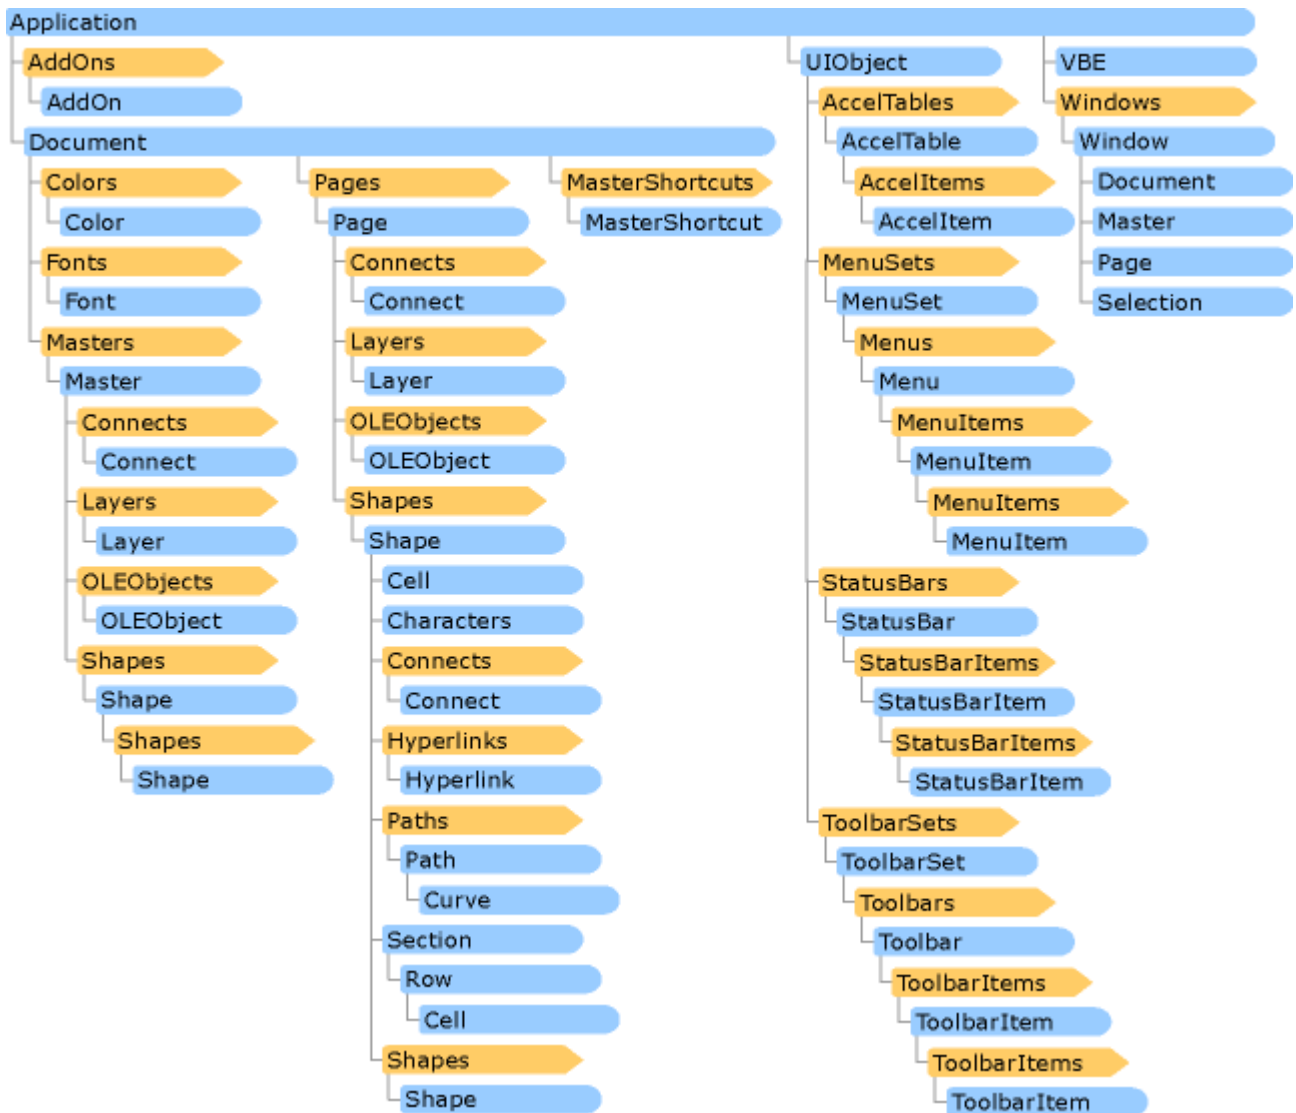 Application
AddOns
AddOn
Document
Colors
Color
Fonts
Font
Masters
Master
Connects
Connect
Layers
Layer
OLEObjects
OLEObject
Shapes
Shape
Shapes
Shape
Pages
Page
Connects
Connect
Layers
Layer
OLEObjects
OLEObject
Shapes
Shape
Cell
Characters
Connects
Connect
Hyperlinks
Hyperlink
Paths
Path
Curve
Section
Row
Cell
Shapes
Shape
MasterShortcuts
MasterShortcut
UIObject
AccelTables
AccelTable
AccelItems
AccelItem
MenuSets
MenuSet
Menus
Menu
MenuItems
MenuItem
MenuItems
MenuItem
StatusBars
StatusBar
StatusBarItems
StatusBarItem
StatusBarItems
StatusBarItem
ToolbarSets
ToolbarSet
Toolbars
Toolbar
ToolbarItems
ToolbarItem
ToolbarItems
ToolbarItem
VBE
Windows
Window
Document
Master
Page
Selection